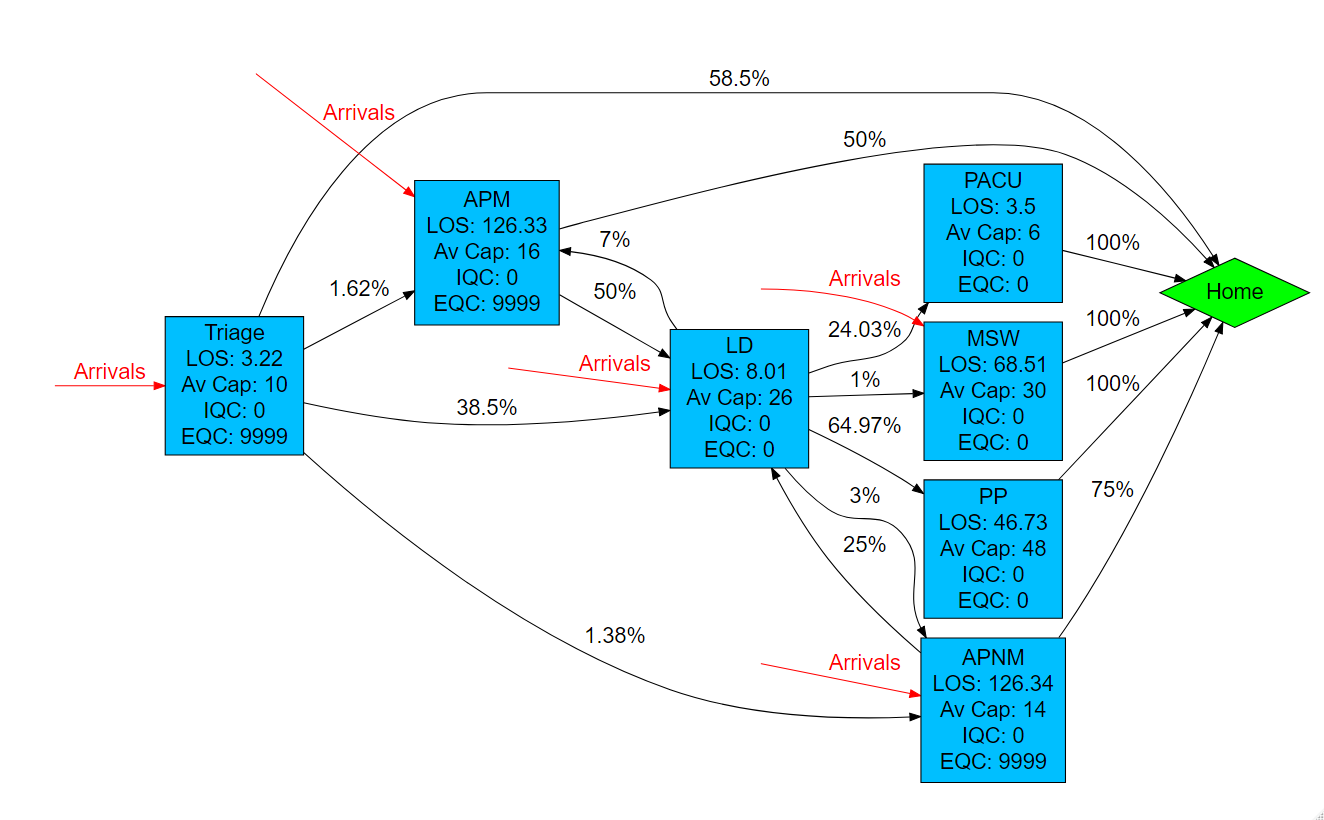 58.5%
Arrivals
50%
APM
LOS: 126.33
Av Cap: 16
IQC: 0
EQC: 9999
PACU
LOS: 3.5
Av Cap: 6
IQC: 0
EQC: 0
7%
100%
1.62%
50%
Arrivals
Home
Triage
LOS: 3.22
Av Cap: 10
IQC: 0
EQC: 9999
Arrivals
Arrivals
38.5%
LD
LOS: 8.01
Av Cap: 26
IQC: 0
EQC: 0
24.03%
1%
64.97%
MSW
LOS: 68.51
Av Cap: 30
IQC: 0
EQC: 0
100%
100%
3%
25%
PP
LOS: 46.73
Av Cap: 48
IQC: 0
EQC: 0
75%
1.38%
Arrivals
APNM
LOS: 126.34
Av Cap: 14
IQC: 0
EQC: 9999